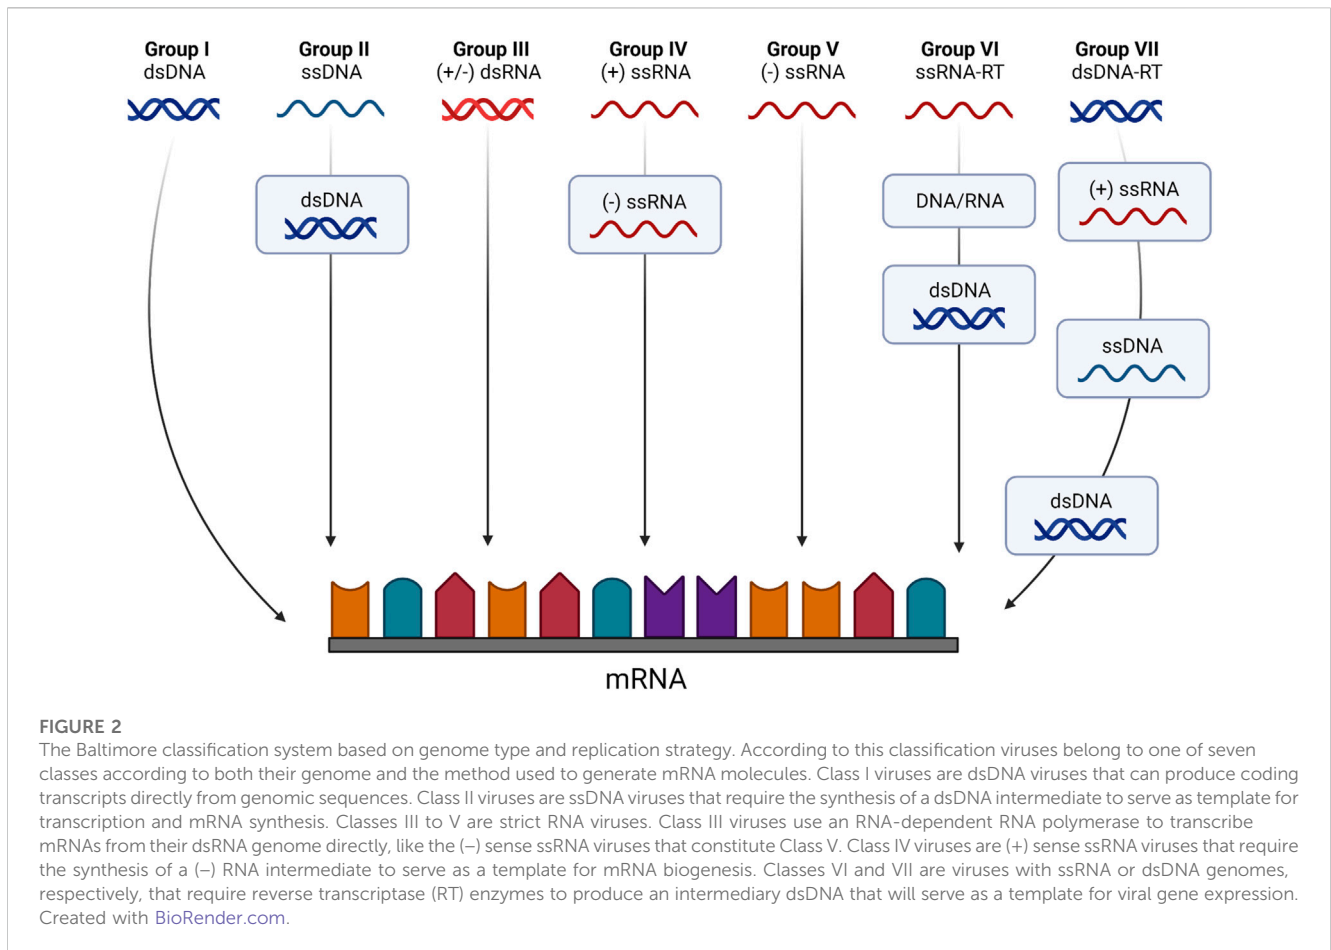 Group I
dsDNA
Group II
ssDNA
Group III
(+/-) dsRNA
Group IV
(+) ssRNA
Group V
(-) ssRNA
Group VI
ssRNA-RT
Group VII
dsDNA-RT
dsDNA
(-) ssRNA
DNA/RNA
dsDNA
(+) ssRNA
ssDNA
dsDNA
mRNA
FIGURE 2
The Baltimore classification system based on genome type and replication strategy. According to this classification viruses belong to one of seven
classes according to both their genome and the method used to generate mRNA molecules. Class I viruses are dsDNA viruses that can produce coding
transcripts directly from genomic sequences. Class II viruses are ssDNA viruses that require the synthesis of a dsDNA intermediate to serve as template for
transcription and mRNA synthesis. Classes III to V are strict RNA viruses. Class III viruses use an RNA-dependent RNA polymerase to transcribe
mRNAs from their dsRNA genome directly, like the (–) sense ssRNA viruses that constitute Class V. Class IV viruses are (+) sense ssRNA viruses that require
the synthesis of a (–) RNA intermediate to serve as a template for mRNA biogenesis. Classes VI and VII are viruses with ssRNA or dsDNA genomes,
respectively, that require reverse transcriptase (RT) enzymes to produce an intermediary dsDNA that will serve as a template for viral gene expression.
Created with BioRender.com.